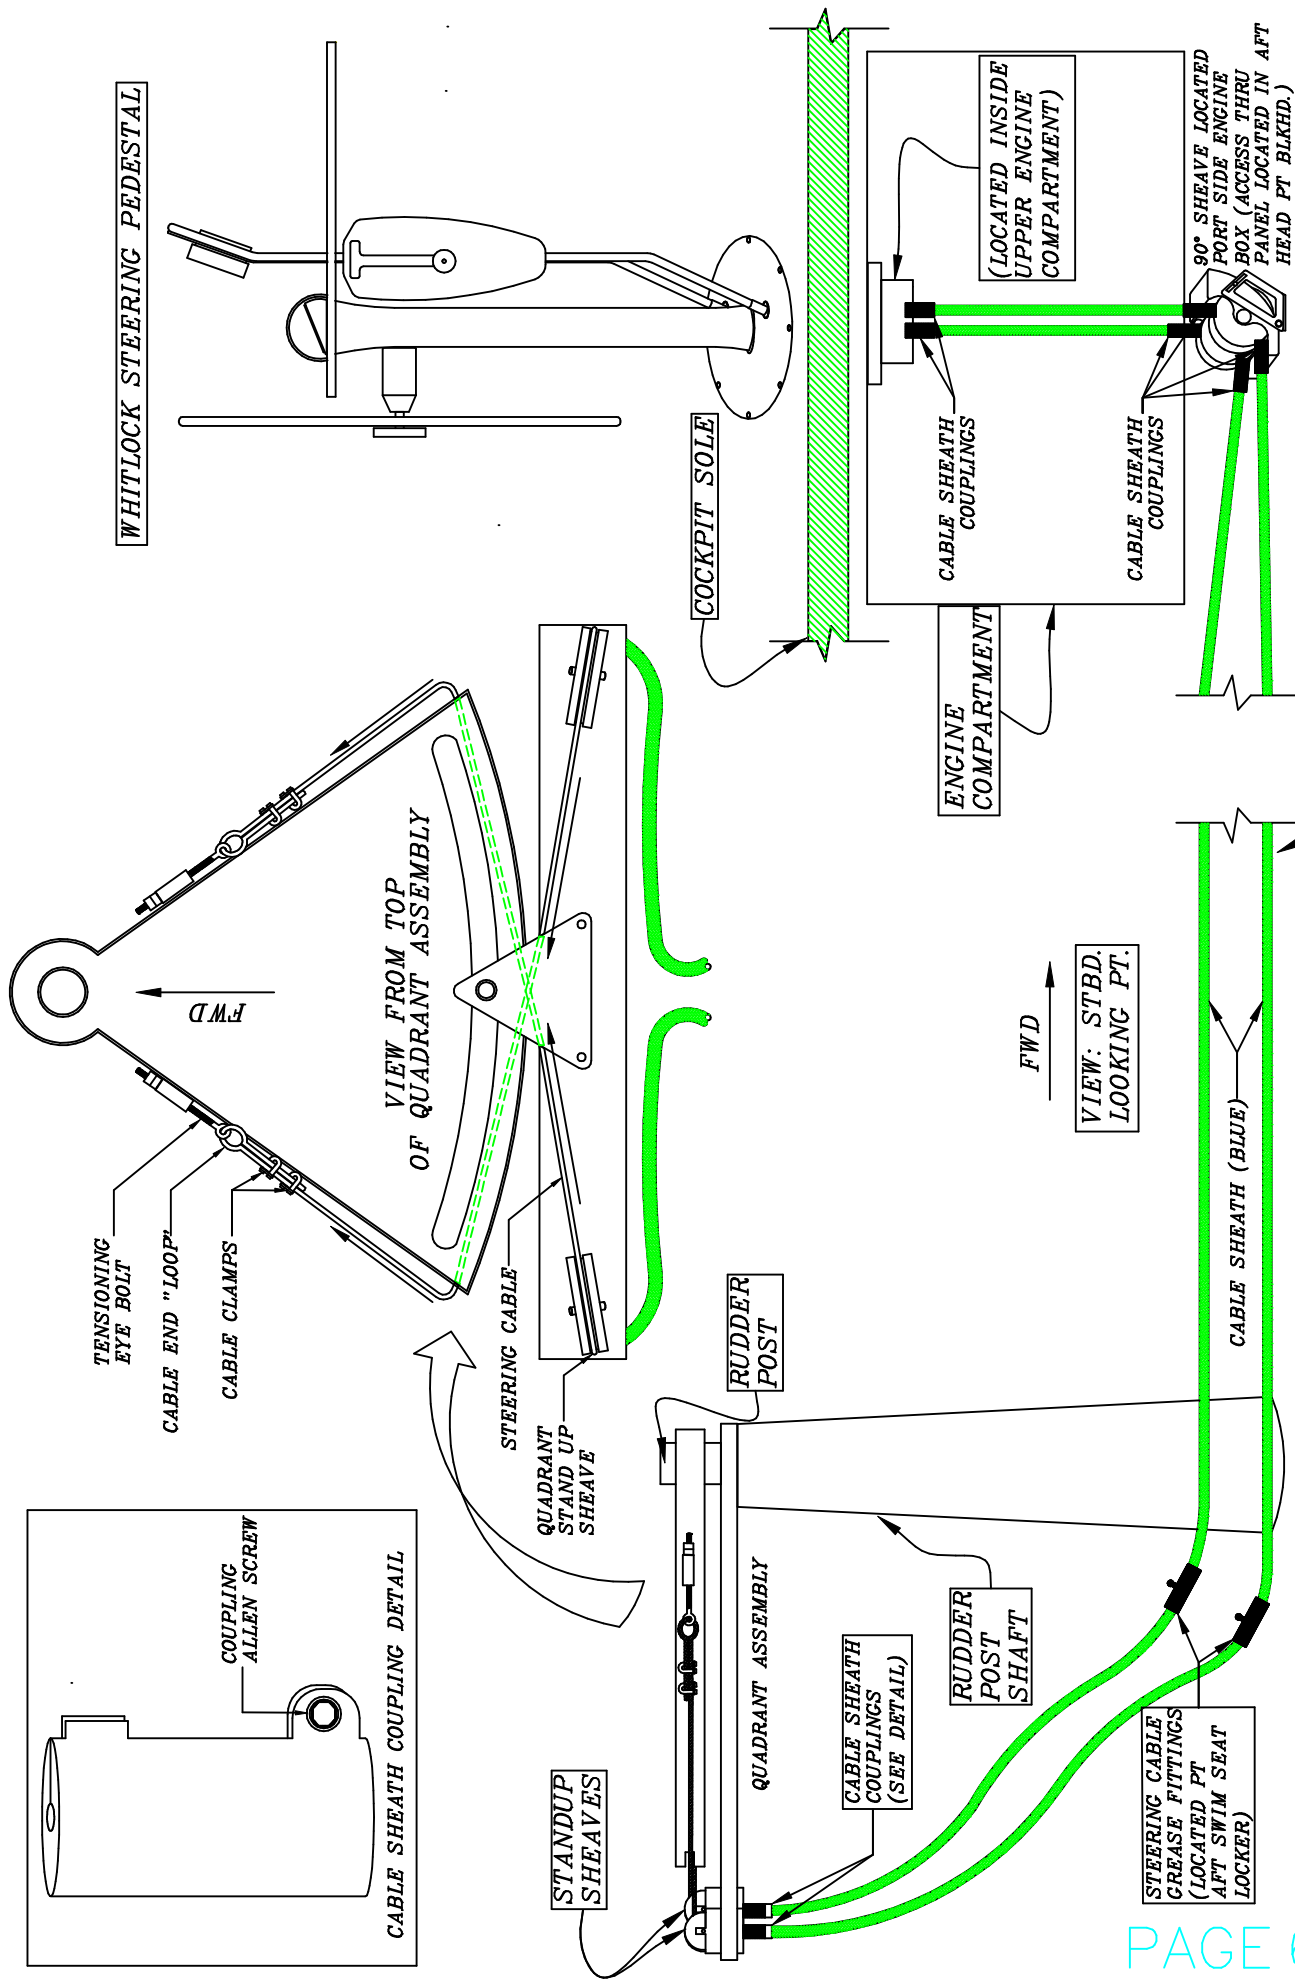 WHITLOCK STEERING PEDESTAL
TENSIONING
EYE BOLT
CABLE END "LOOP"
CABLE CLAMPS
FWD
VIEW FROM TOP
OF QUADRANT ASSEMBLY
STEERING CABLE
QUADRANT
STAND UP
SHEAVE
COUPLING
ALLEN SCREW
CABLE SHEATH COUPLING DETAIL
COCKPIT SOLE
(LOCATED INSIDE
UPPER ENGINE
COMPARTMENT)
CABLE SHEATH
COUPLINGS
CABLE SHEATH
COUPLINGS
90° SHEAVE LOCATED
PORT SIDE ENGINE
BOX (ACCESS THRU
PANEL LOCATED IN AFT
HEAD PT BLKHD.)
ENGINE
COMPARTMENT
RUDDER
POST
STANDUP
SHEAVES
QUADRANT ASSEMBLY
CABLE SHEATH
COUPLINGS
(SEE DETAIL)
RUDDER
POST
SHAFT
FWD
VIEW: STBD.
LOOKING PT.
CABLE SHEATH (BLUE)
STEERING CABLE
GREASE FITTINGS
(LOCATED PT
AFT SWIM SEAT
LOCKER)
PAGE